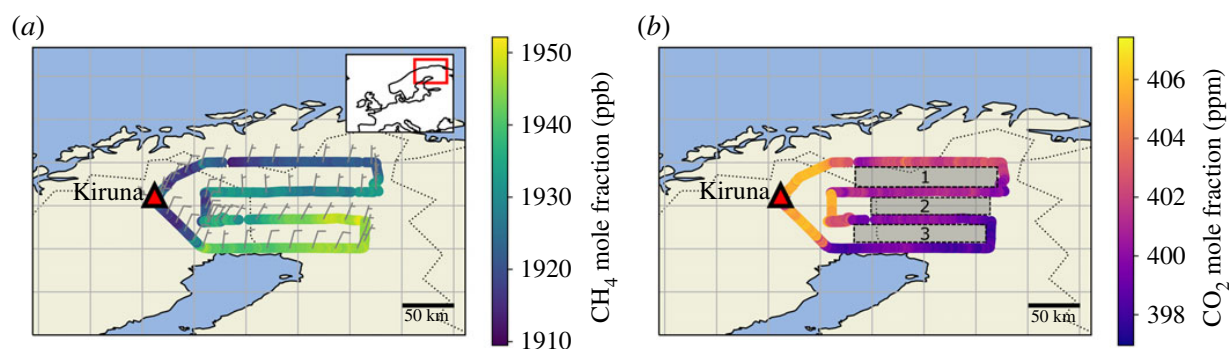 (a)
Kiruna
50 km
1950
1940
1930
1920
1910
CH4 mole fraction (ppb)
(b)
Kiruna
1
2
3
50 km
406
404
402
400
398
CO2 mole fraction (ppm)